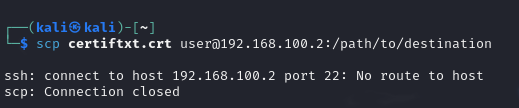 ┌──(kali㉿kali)-[~]
└─$ scp certiftxt.crt user@192.168.100.2:/path/to/destination
ssh: connect to host 192.168.100.2 port 22: No route to host
scp: Connection closed